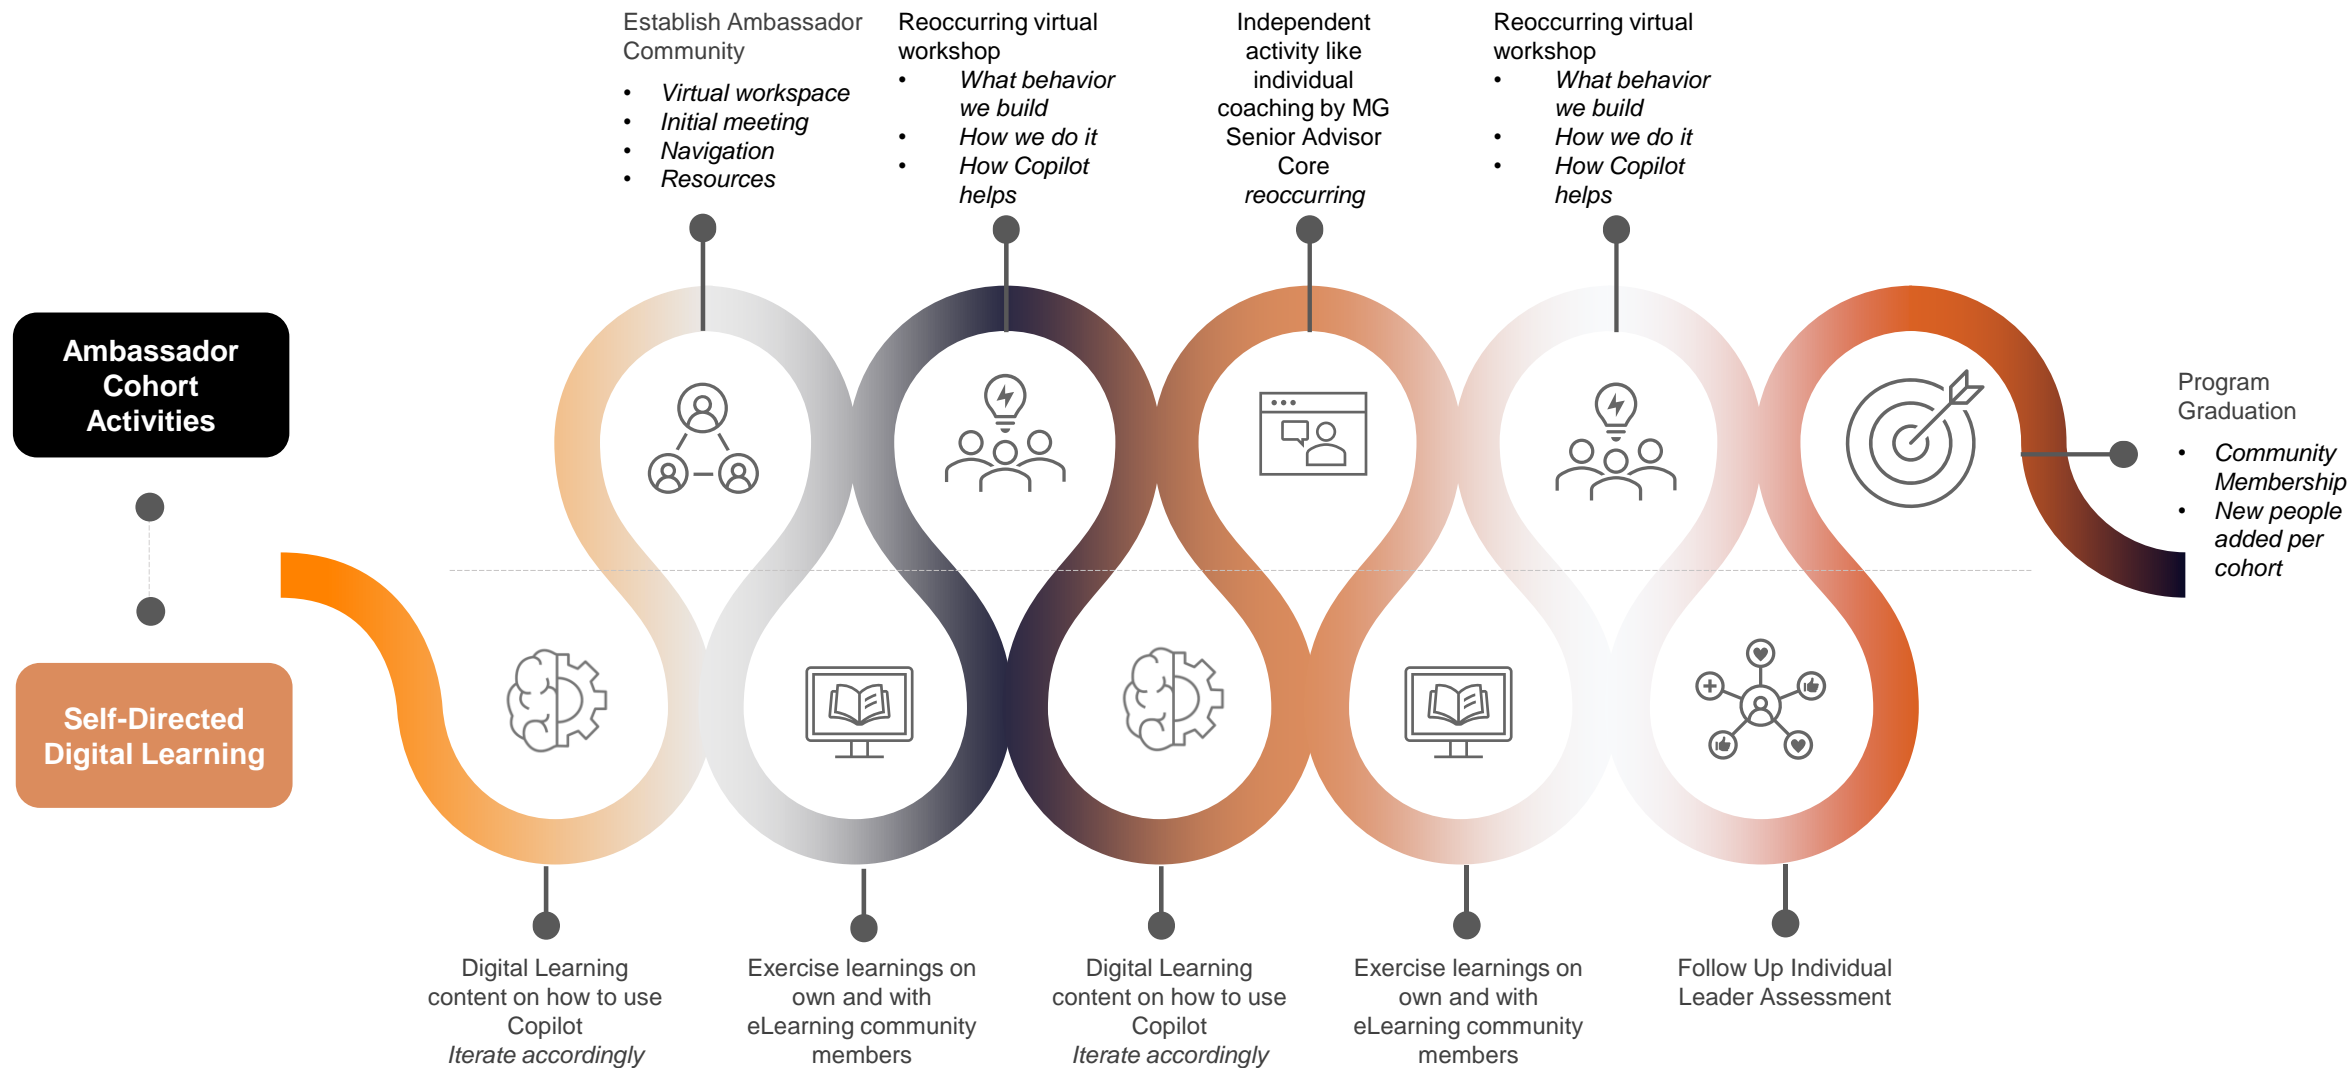 Establish Ambassador
Community
• Virtual workspace
• Initial meeting
• Navigation
• Resources
Reoccurring virtual
workshop
• What behavior
we build
• How we do it
• How Copilot
helps
Independent
activity like
individual
coaching by MG
Senior Advisor
Core
reoccurring
Reoccurring virtual
workshop
• What behavior
we build
• How we do it
• How Copilot
helps
Ambassador
Cohort
Activities
Program
Graduation
• Community
Membership
• New people
added per
cohort
Self-Directed
Digital Learning
Digital Learning
content on how to use
Copilot
Iterate accordingly
Exercise learnings on
own and with
eLearning community
members
Digital Learning
content on how to use
Copilot
Iterate accordingly
Exercise learnings on
own and with
eLearning community
members
Follow Up Individual
Leader Assessment